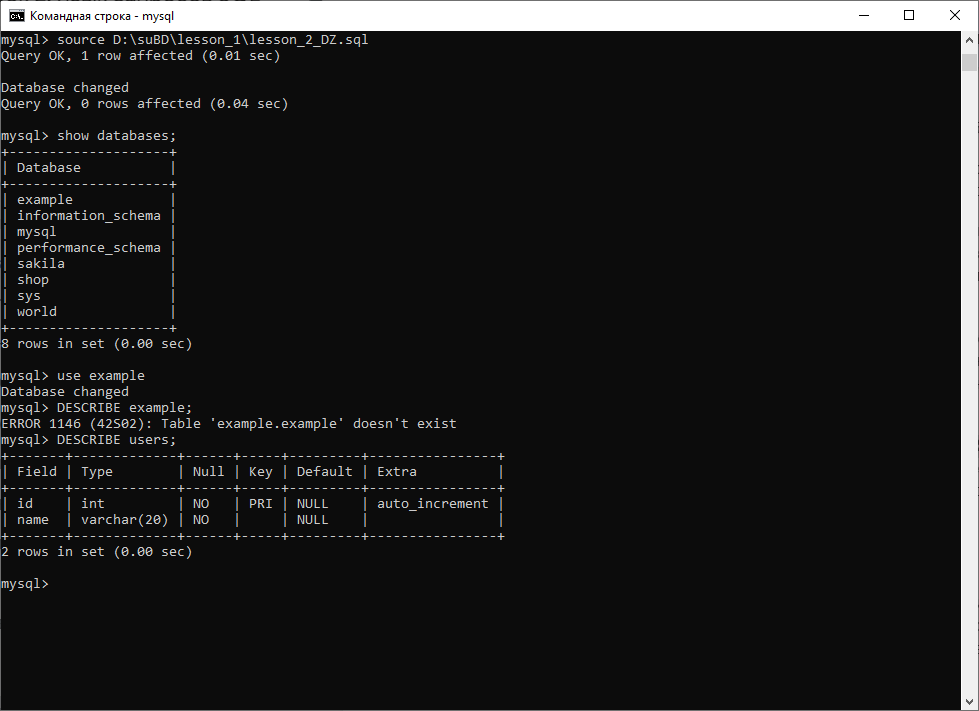 Командная строка - mysql
mysql> source D:\suBD\lesson_1\lesson_2_DZ.sql
Query OK, 1 row affected (0.01 sec)

Database changed
Query OK, 0 rows affected (0.04 sec)

mysql> show databases;
+--------------------+
| Database           |
+--------------------+
| example            |
| information_schema |
| mysql              |
| performance_schema |
| sakila             |
| shop               |
| sys                |
| world              |
+--------------------+
8 rows in set (0.00 sec)

mysql> use example
Database changed
mysql> DESCRIBE example;
ERROR 1146 (42S02): Table 'example.example' doesn't exist
mysql> DESCRIBE users;
+-------+-------------+------+-----+---------+----------------+
| Field | Type        | Null | Key | Default | Extra          |
+-------+-------------+------+-----+---------+----------------+
| id    | int         | NO   | PRI | NULL    | auto_increment |
| name  | varchar(20) | NO   |     | NULL    |                |
+-------+-------------+------+-----+---------+----------------+
2 rows in set (0.00 sec)

mysql>